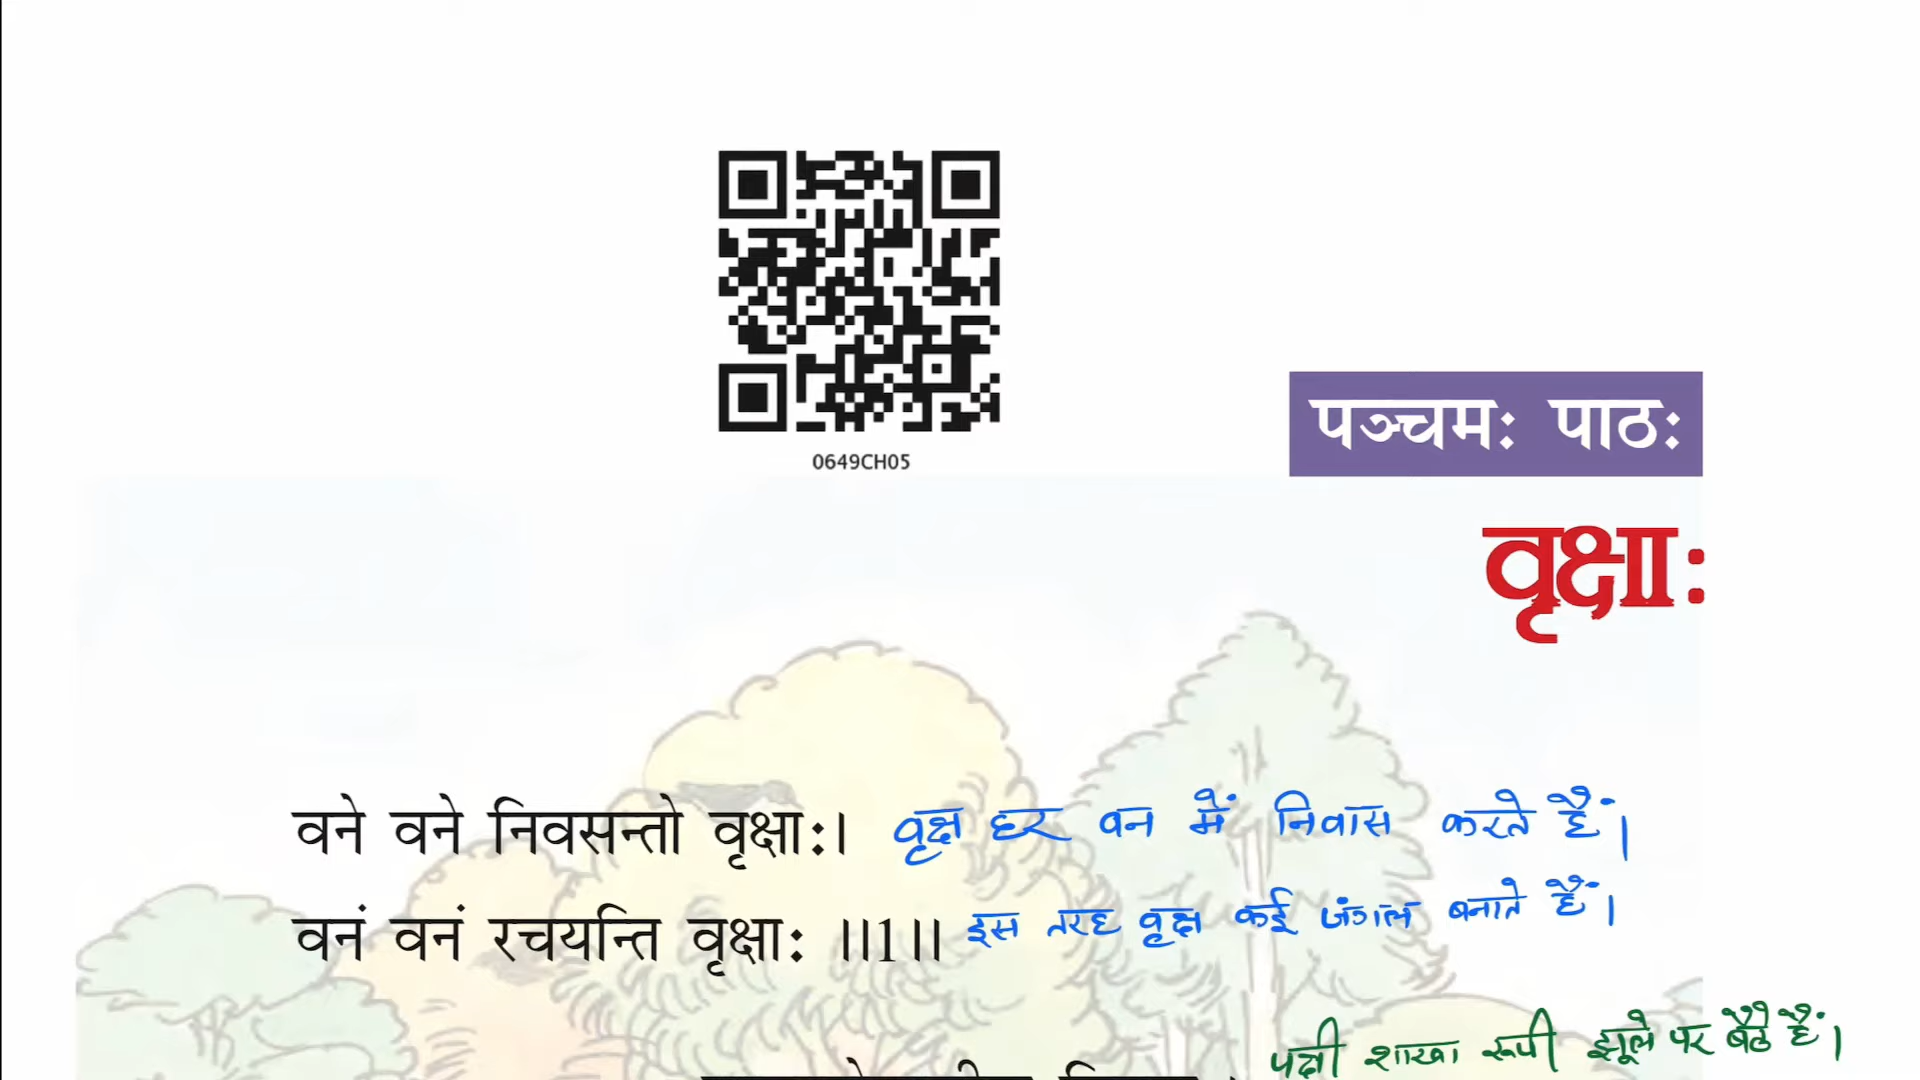 0649CH05
पञ्चमः पाठः
वृक्षाः
वने वने निवसन्तो वृक्षाः। वृक्ष हर वन में निवास करते हैं।
वनं वनं रचयन्ति वृक्षाः ।।1।। इस तरह वृक्ष कई जंगल बनाते हैं।
पक्षी शाखा रूपी झूले पर बैठे हैं।